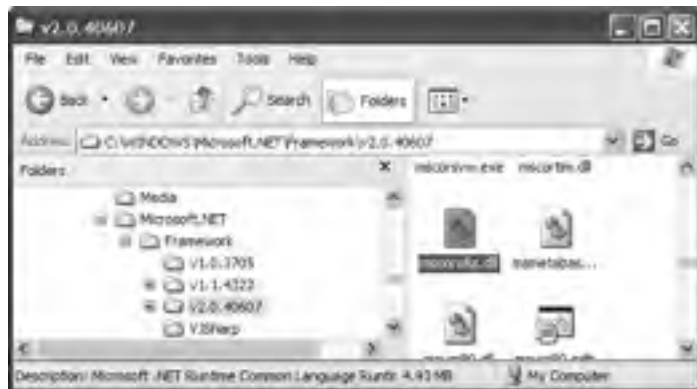 v2.0.40607
File Edit View Favorites Tools Help
Back Search Folders
Address C:\WINDOWS\Microsoft.NET\Framework\v2.0.40607 Go
Folders x
mscorsvw.exe mscortim.dll
Media
Microsoft.NET
Framework
v1.0.3705
v1.1.4322
v2.0.40607
VJSharp
mscorwks.dll msmetabas...
Description: Microsoft .NET Runtime Common Language Runtir 4.93 MB My Computer